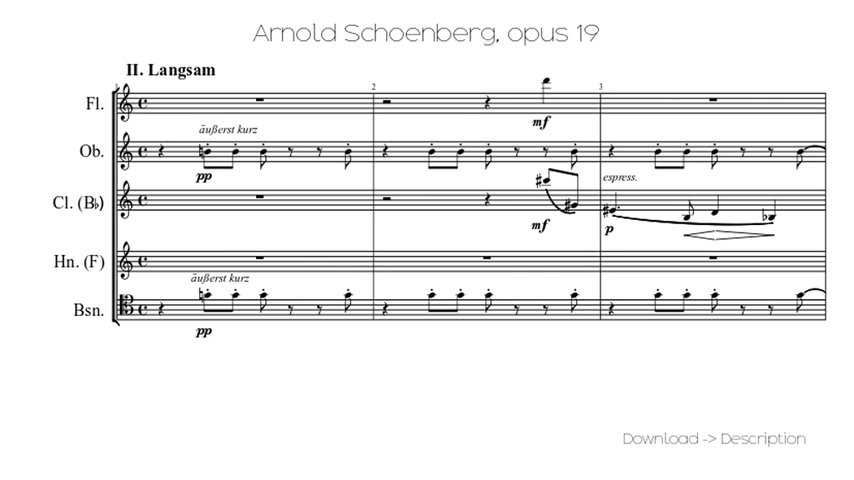 Arnold Schoenberg, opus 19
II. Langsam
2
3
Fl.
mf
äußerst kurz
Ob.
pp
espress.
Cl. (B♭)
mf
p
Hn. (F)
äußerst kurz
Bsn.
pp
Download -> Description